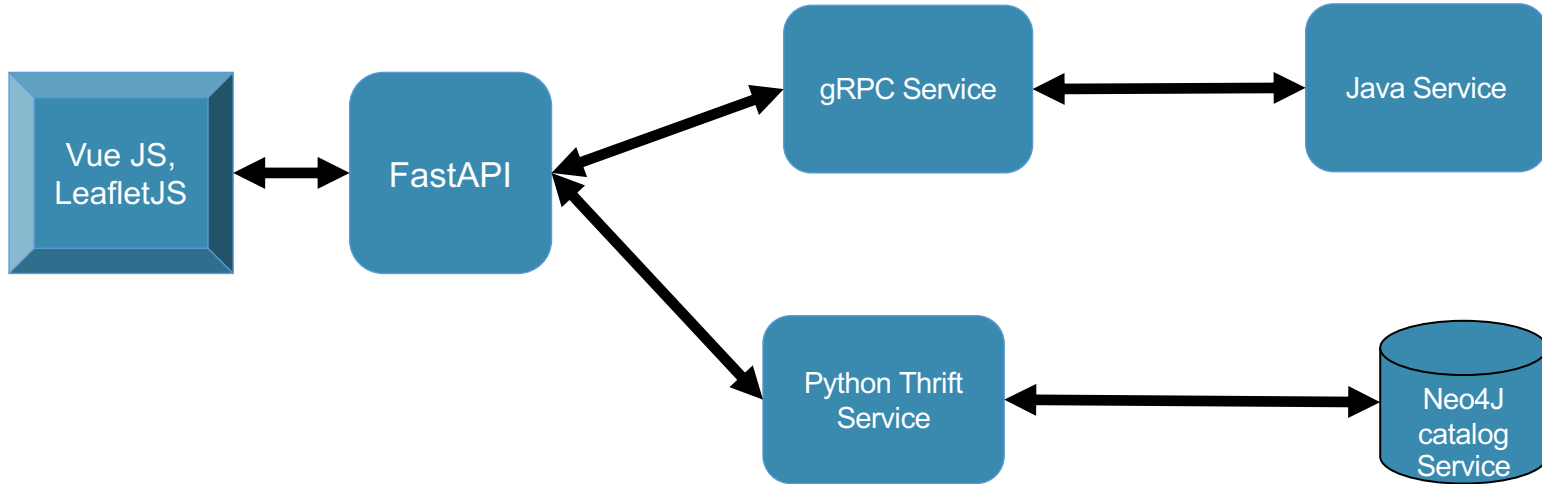 Vue JS,
LeafletJS
FastAPI
gRPC Service
Java Service
Python Thrift
Service
Neo4J
catalog
Service